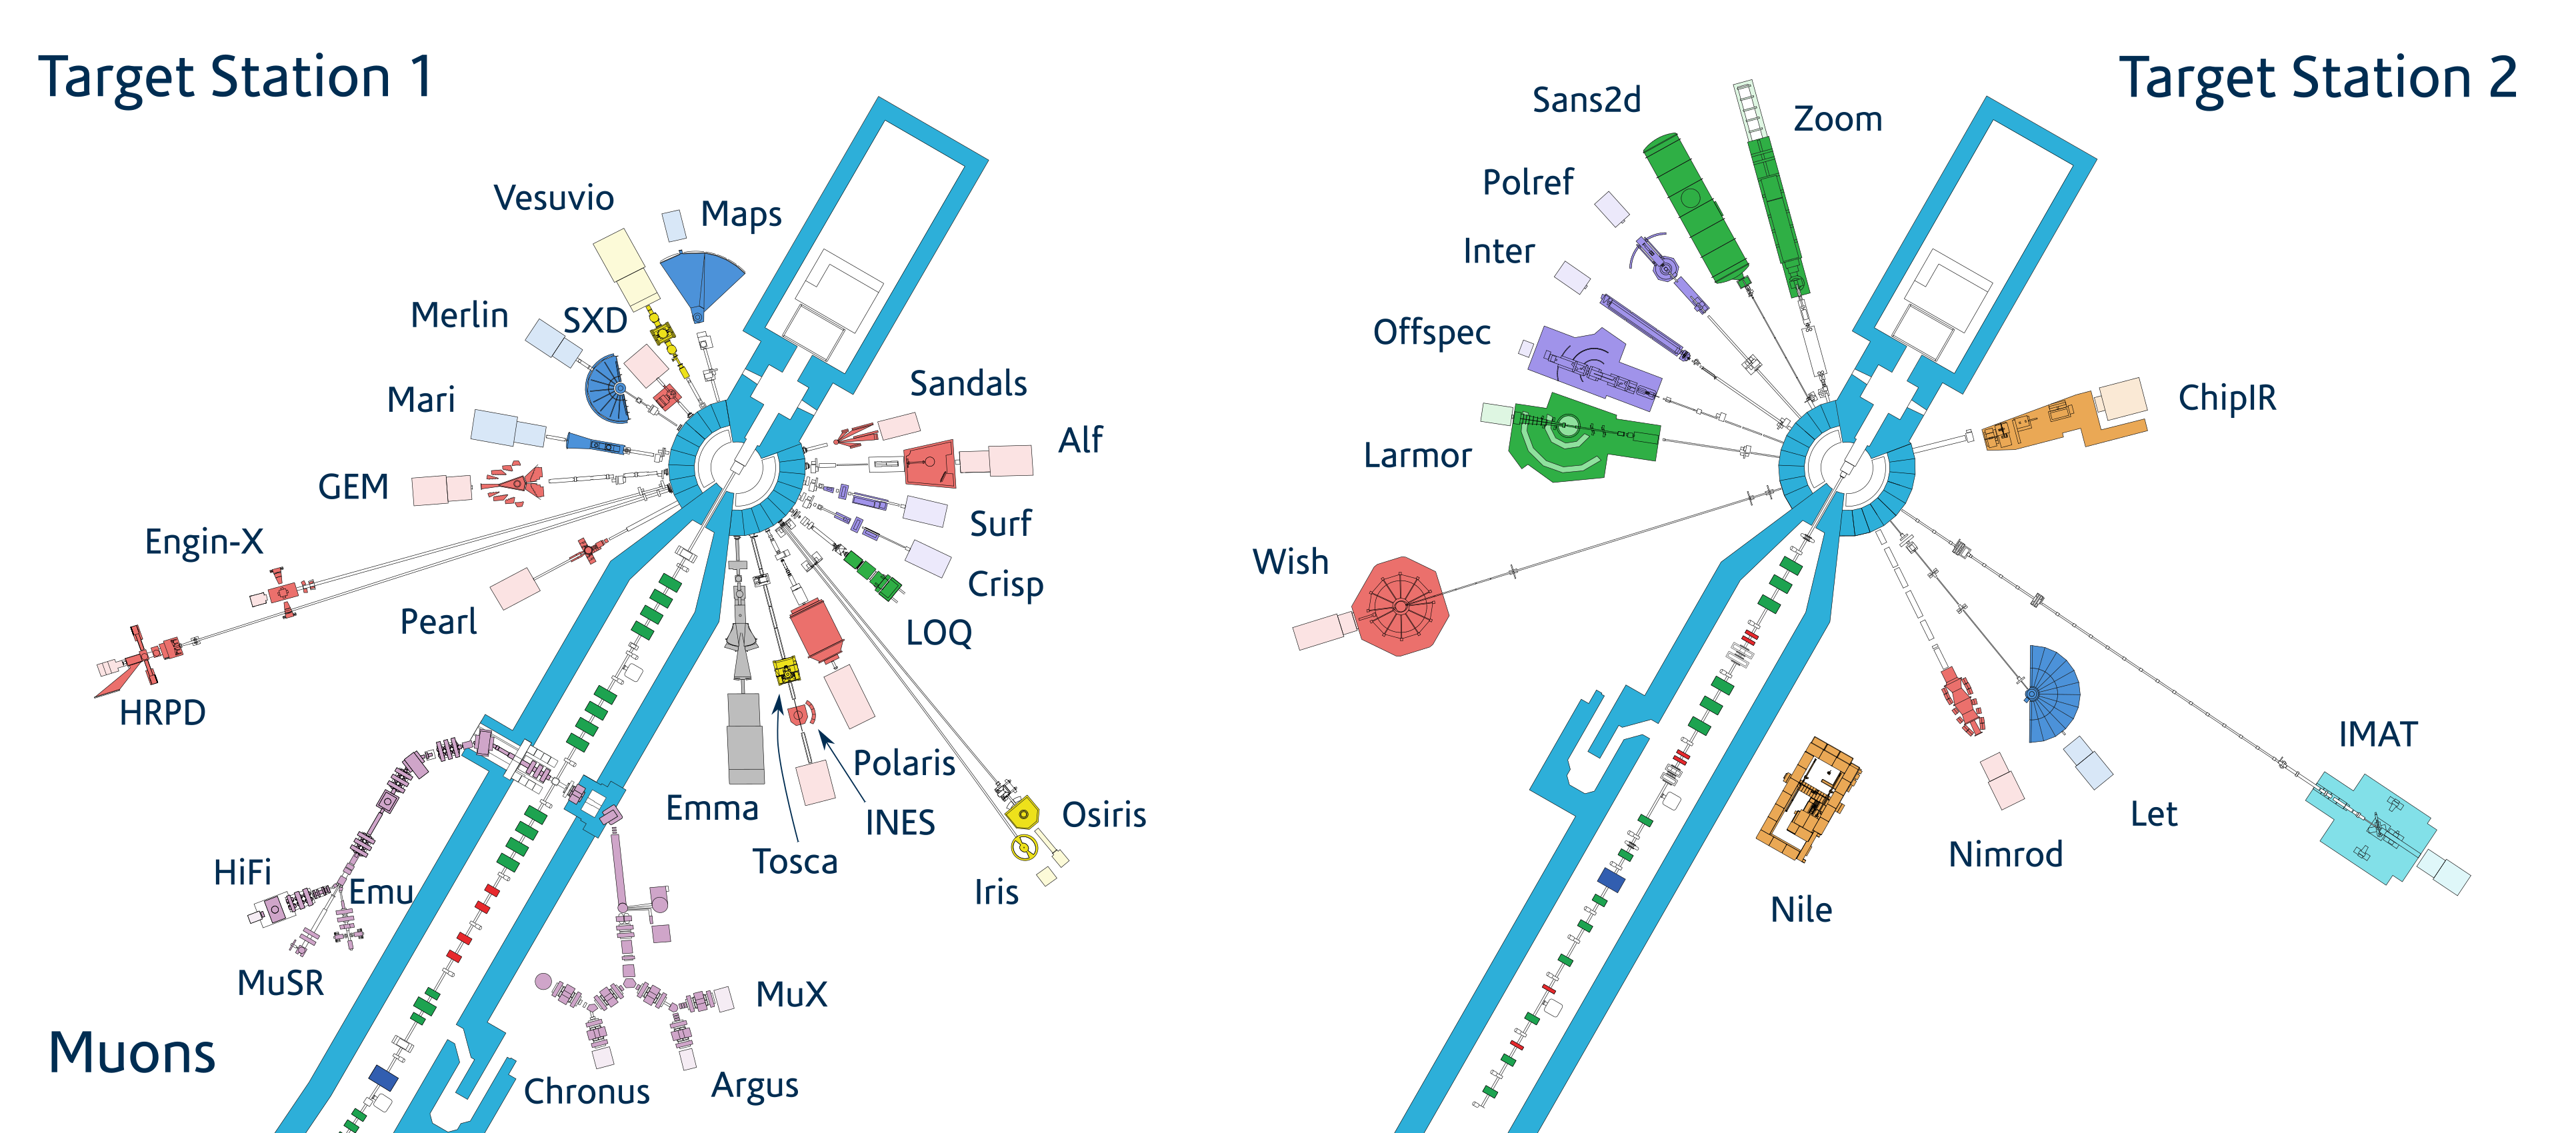 Target Station 1
Vesuvio
Maps
Merlin
SXD
Mari
Sandals
Alf
GEM
Engin-X
Surf
Crisp
Pearl
LOQ
HRPD
Polaris
Emma
INES
Osiris
Tosca
Iris
HiFi
Emu
MuSR
MuX
Muons
Chronus
Argus
Target Station 2
Sans2d
Zoom
Polref
Inter
Offspec
ChipIR
Larmor
Wish
IMAT
Let
Nimrod
Nile